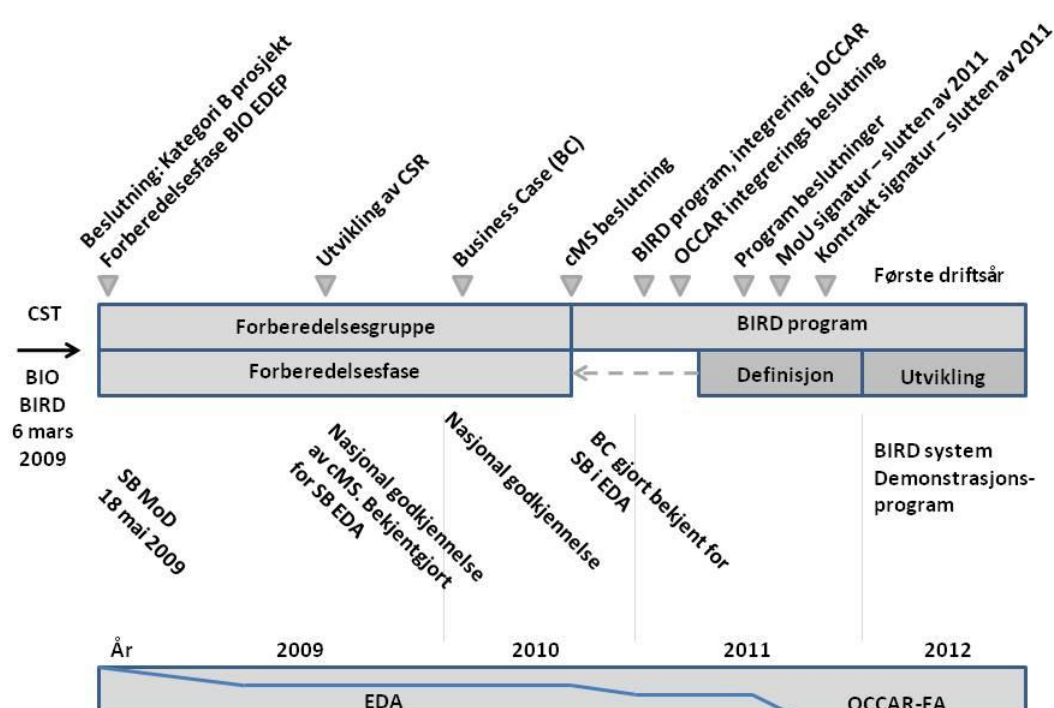 Beslutning: Kategori B prosjekt
Forberedelsesfase BIO EDEP
Utvikling av CSR
Business Case (BC)
cMS beslutning
BIRD program, integrering i OCCAR
OCCAR integrerings beslutning
Program beslutninger
MoU signatur – slutten av 2011
Kontrakt signatur – slutten av 2011
Første driftsår
CST
Forberedelsesgruppe
BIRD program
Forberedelsesfase
Definisjon
Utvikling
BIO
BIRD
6 mars
2009
SB MoD
18 mai 2009
Nasjonal godkjennelse
av cMS. Bekjentgjort
for SB EDA
Nasjonal godkjennelse
BC gjort bekjent for
SB i EDA
BIRD system
Demonstrasjons-
program
År
2009
2010
2011
2012
EDA
OCCAR-EA